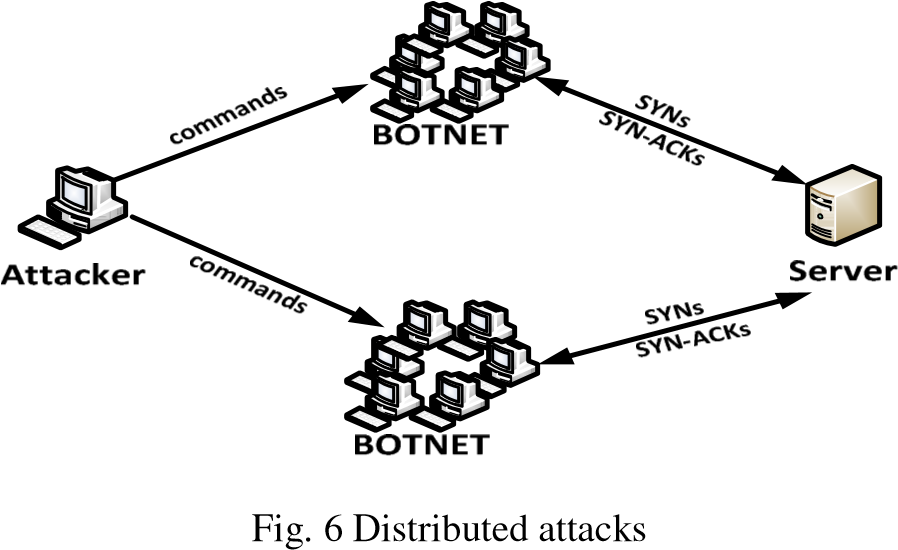 commands
BOTNET
SYNs
SYN-ACKs
Attacker
Server
commands
SYNs
SYN-ACKs
BOTNET
Fig. 6 Distributed attacks